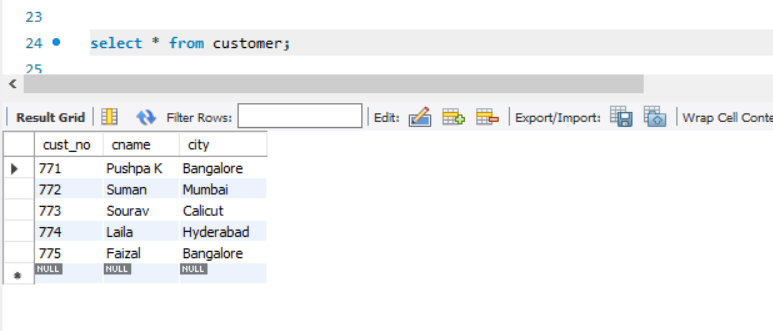 23
24 select * from customer;
25
Result Grid Filter Rows: Edit: Export/Import: Wrap Cell Conte
cust_no cname city
771 Pushpa K Bangalore
772 Suman Mumbai
773 Sourav Calicut
774 Laila Hyderabad
775 Faizal Bangalore
NULL NULL NULL